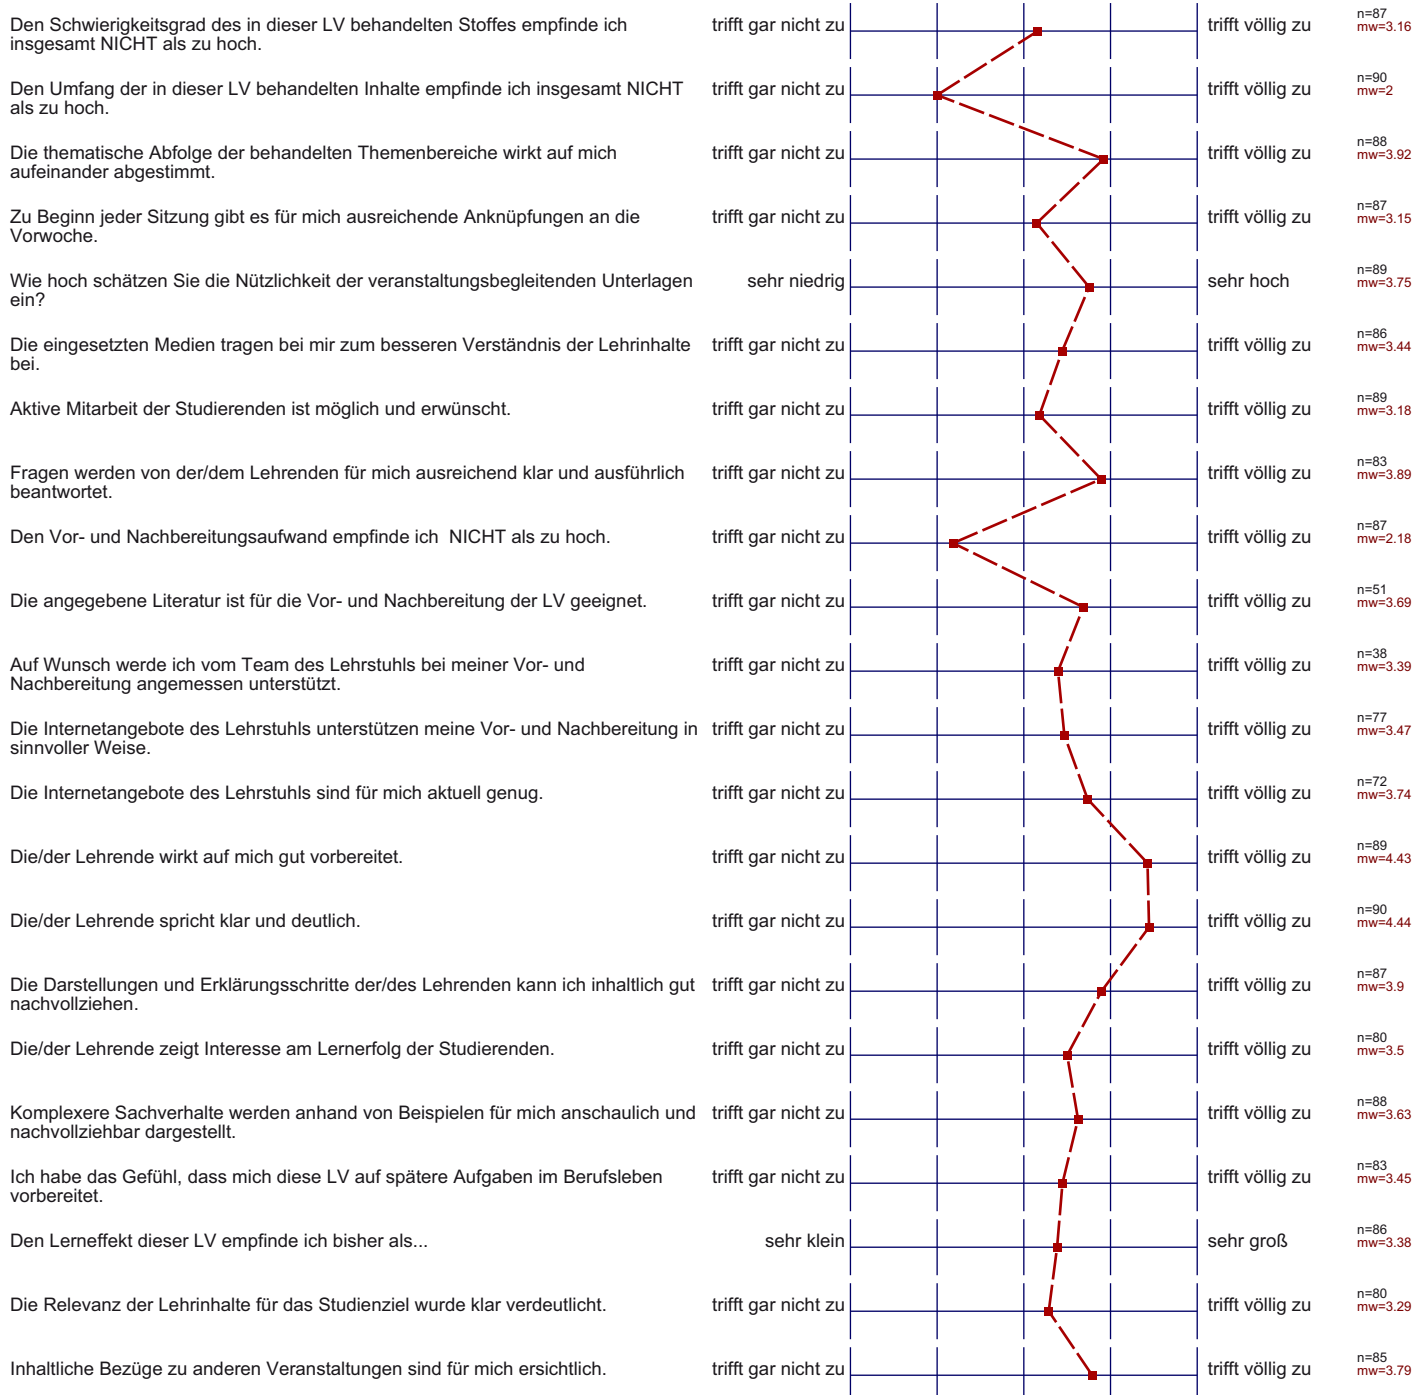 Den Schwierigkeitsgrad des in dieser LV behandelten Stoffes empfinde ich
insgesamt NICHT als zu hoch.
trifft gar nicht zu
trifft völlig zu
n=87
mw=3.16
Den Umfang der in dieser LV behandelten Inhalte empfinde ich insgesamt NICHT
als zu hoch.
trifft gar nicht zu
trifft völlig zu
n=90
mw=2
Die thematische Abfolge der behandelten Themenbereiche wirkt auf mich
aufeinander abgestimmt.
trifft gar nicht zu
trifft völlig zu
n=88
mw=3.92
Zu Beginn jeder Sitzung gibt es für mich ausreichende Anknüpfungen an die
Vorwoche.
trifft gar nicht zu
trifft völlig zu
n=87
mw=3.15
Wie hoch schätzen Sie die Nützlichkeit der veranstaltungsbegleitenden Unterlagen
ein?
sehr niedrig
sehr hoch
n=89
mw=3.75
Die eingesetzten Medien tragen bei mir zum besseren Verständnis der Lehrinhalte
bei.
trifft gar nicht zu
trifft völlig zu
n=86
mw=3.44
Aktive Mitarbeit der Studierenden ist möglich und erwünscht.
trifft gar nicht zu
trifft völlig zu
n=89
mw=3.18
Fragen werden von der/dem Lehrenden für mich ausreichend klar und ausführlich
beantwortet.
trifft gar nicht zu
trifft völlig zu
n=83
mw=3.89
Den Vor- und Nachbereitungsaufwand empfinde ich  NICHT als zu hoch.
trifft gar nicht zu
trifft völlig zu
n=87
mw=2.18
Die angegebene Literatur ist für die Vor- und Nachbereitung der LV geeignet.
trifft gar nicht zu
trifft völlig zu
n=51
mw=3.69
Auf Wunsch werde ich vom Team des Lehrstuhls bei meiner Vor- und
Nachbereitung angemessen unterstützt.
trifft gar nicht zu
trifft völlig zu
n=38
mw=3.39
Die Internetangebote des Lehrstuhls unterstützen meine Vor- und Nachbereitung in
sinnvoller Weise.
trifft gar nicht zu
trifft völlig zu
n=77
mw=3.47
Die Internetangebote des Lehrstuhls sind für mich aktuell genug.
trifft gar nicht zu
trifft völlig zu
n=72
mw=3.74
Die/der Lehrende wirkt auf mich gut vorbereitet.
trifft gar nicht zu
trifft völlig zu
n=89
mw=4.43
Die/der Lehrende spricht klar und deutlich.
trifft gar nicht zu
trifft völlig zu
n=90
mw=4.44
Die Darstellungen und Erklärungsschritte der/des Lehrenden kann ich inhaltlich gut
nachvollziehen.
trifft gar nicht zu
trifft völlig zu
n=87
mw=3.9
Die/der Lehrende zeigt Interesse am Lernerfolg der Studierenden.
trifft gar nicht zu
trifft völlig zu
n=80
mw=3.5
Komplexere Sachverhalte werden anhand von Beispielen für mich anschaulich und
nachvollziehbar dargestellt.
trifft gar nicht zu
trifft völlig zu
n=88
mw=3.63
Ich habe das Gefühl, dass mich diese LV auf spätere Aufgaben im Berufsleben
vorbereitet.
trifft gar nicht zu
trifft völlig zu
n=83
mw=3.45
Den Lerneffekt dieser LV empfinde ich bisher als...
sehr klein
sehr groß
n=86
mw=3.38
Die Relevanz der Lehrinhalte für das Studienziel wurde klar verdeutlicht.
trifft gar nicht zu
trifft völlig zu
n=80
mw=3.29
Inhaltliche Bezüge zu anderen Veranstaltungen sind für mich ersichtlich.
trifft gar nicht zu
trifft völlig zu
n=85
mw=3.79